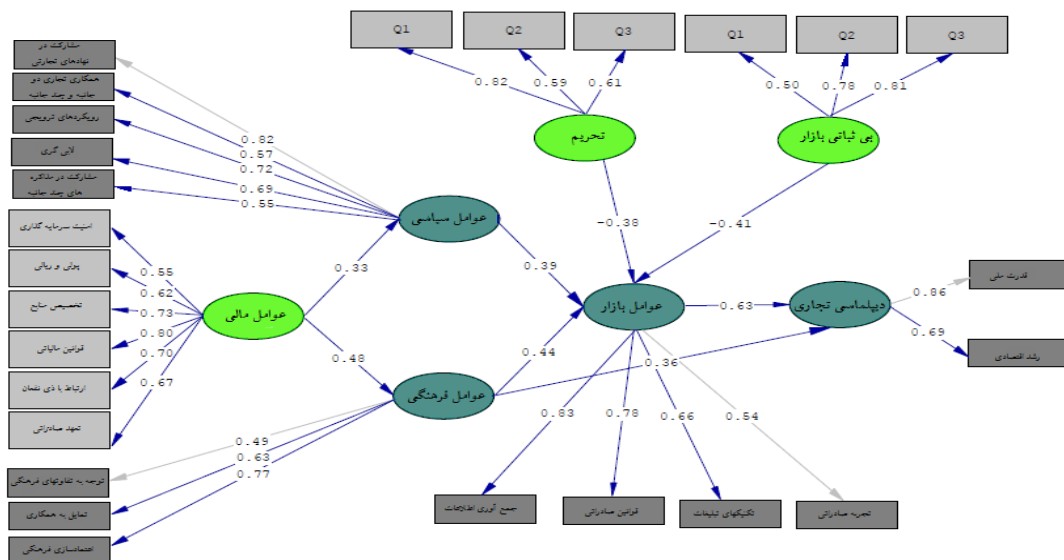 Q1
Q2
Q3
Q1
Q2
Q3
مشارکت در
نهادهای تجارتی
همکاری تجاری دو
جانبه و چند جانبه
رویکردهای ترویجی
لابی گری
مشارکت در مذاکره
های چند جانبه
0.82
0.59
0.61
0.50
0.78
0.81
تحریم
بی ثباتی بازار
0.82
0.57
0.72
0.69
0.55
امنیت سرمایه گذاری
پولی و ریالی
تخصیص منابع
قوانین مالیاتی
ارتباط با ذی نفعان
تعهد صادراتی
0.55
0.62
0.73
0.80
0.70
0.67
عوامل سیاسی
عوامل مالی
عوامل فرهنگی
عوامل بازار
دیپلماسی تجاری
0.33
0.48
0.39
0.44
-0.38
-0.41
0.63
0.36
0.86
0.69
قدرت ملی
رشد اقتصادی
0.49
0.63
0.77
توجه به تفاوتهای فرهنگی
تمایل به همکاری
اعتمادسازی فرهنگی
0.83
0.78
0.66
0.54
جمع آوری اطلاعات
قوانین صادراتی
تکنیکهای تبلیغات
تجربه صادراتی